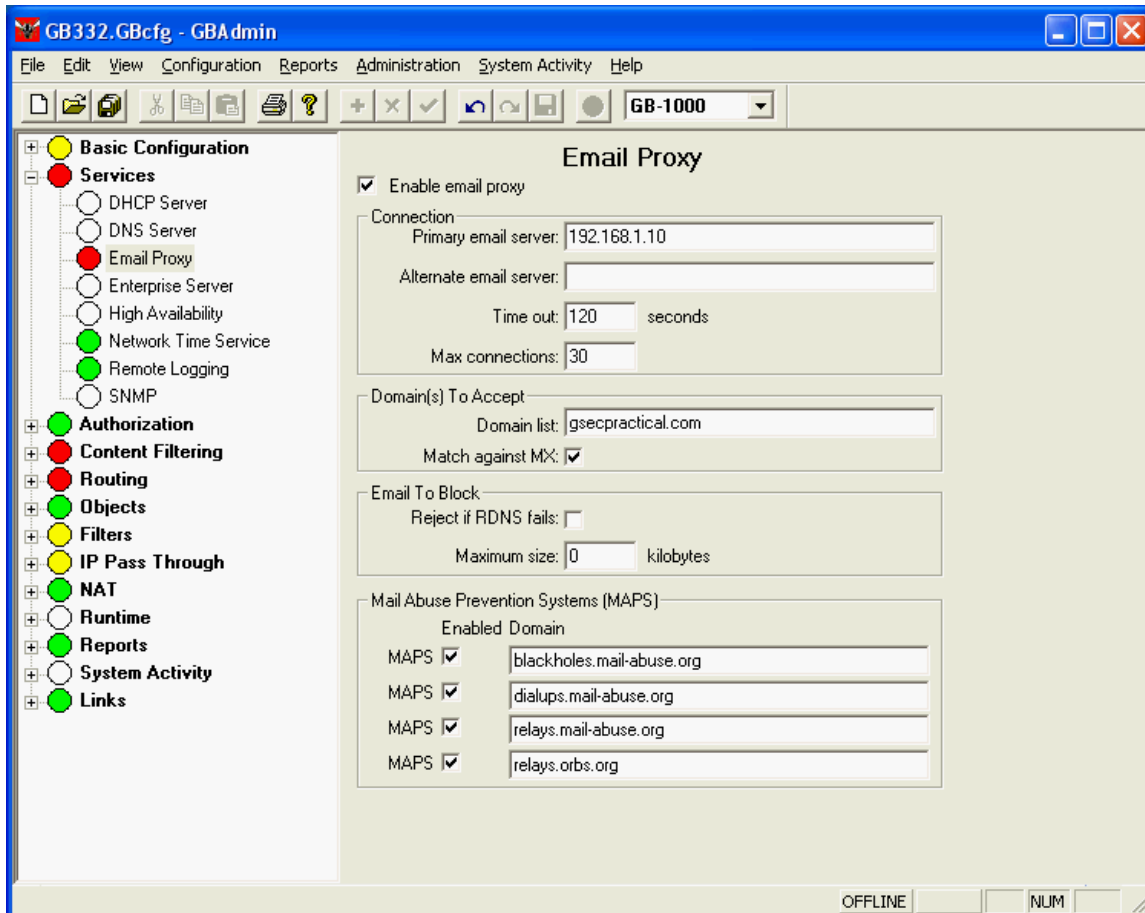 GB332.GBcfg - GBAdmin
File Edit View Configuration Reports Administration System Activity Help
GB-1000
Basic Configuration
Services
DHCP Server
DNS Server
Email Proxy
Enterprise Server
High Availability
Network Time Service
Remote Logging
SNMP
Authorization
Content Filtering
Routing
Objects
Filters
IP Pass Through
NAT
Runtime
Reports
System Activity
Links
Email Proxy
Enable email proxy
Connection
Primary email server: 192.168.1.10
Alternate email server:
Time out: 120 seconds
Max connections: 30
Domain(s) To Accept
Domain list: gsecpractical.com
Match against MX:
Email To Block
Reject if RDNS fails:
Maximum size: 0 kilobytes
Mail Abuse Prevention Systems (MAPS)
Enabled Domain
MAPS blackholes.mail-abuse.org
MAPS dialups.mail-abuse.org
MAPS relays.mail-abuse.org
MAPS relays.orbs.org
OFFLINE NUM